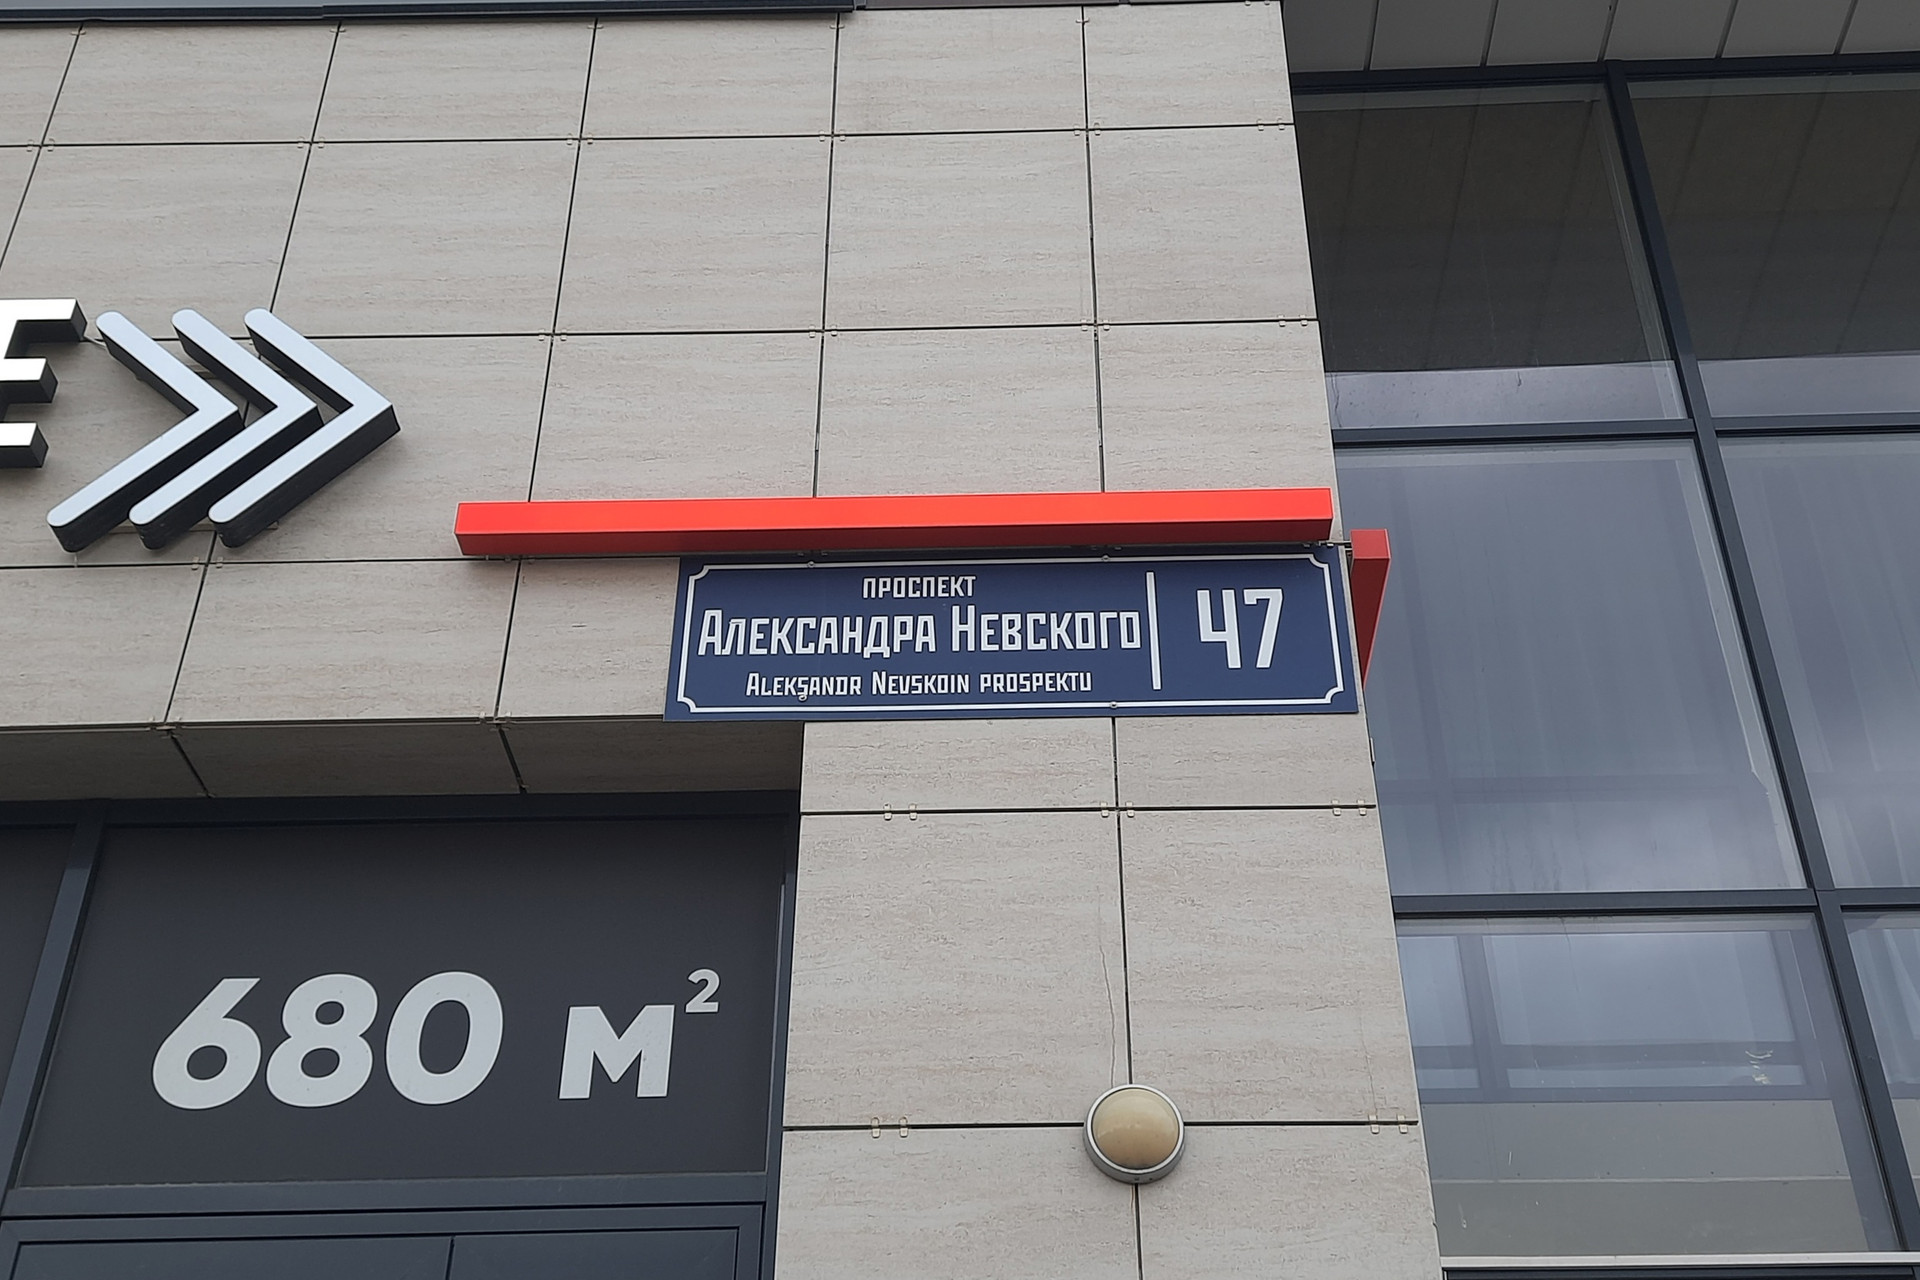 проспект
Александра Невского
Alekşandr Nevskoin prospektu
47
680 м²